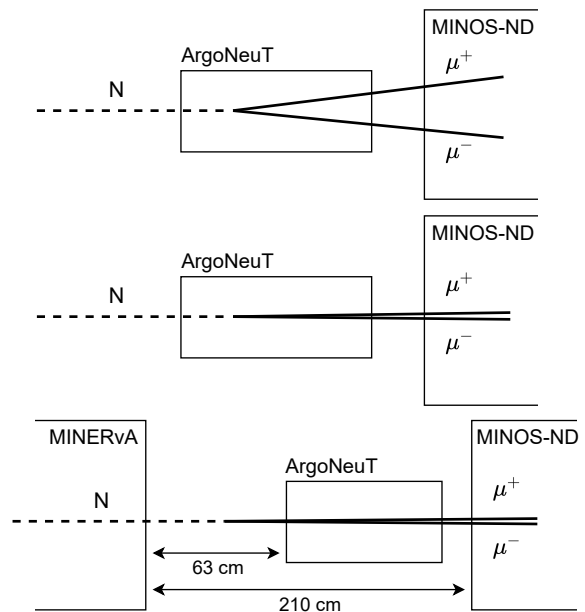 MINOS-ND
ArgoNeuT
μ⁺
N
μ⁻
MINOS-ND
ArgoNeuT
μ⁺
N
μ⁻
MINERvA
MINOS-ND
ArgoNeuT
N
μ⁺
μ⁻
63 cm
210 cm